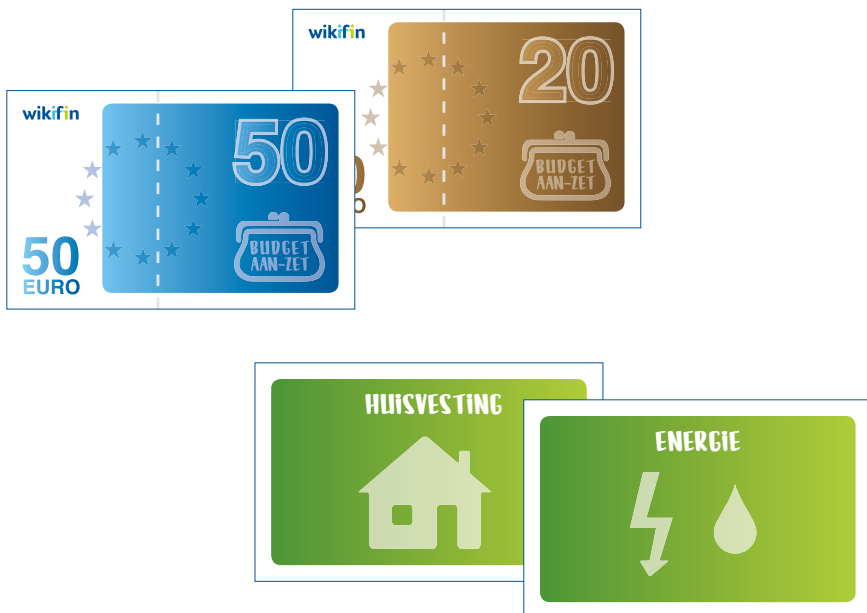 wikifin
20
BUDGET
AAN-ZET
wikifin
50
BUDGET
AAN-ZET
50
EURO
HUISVESTING
ENERGIE